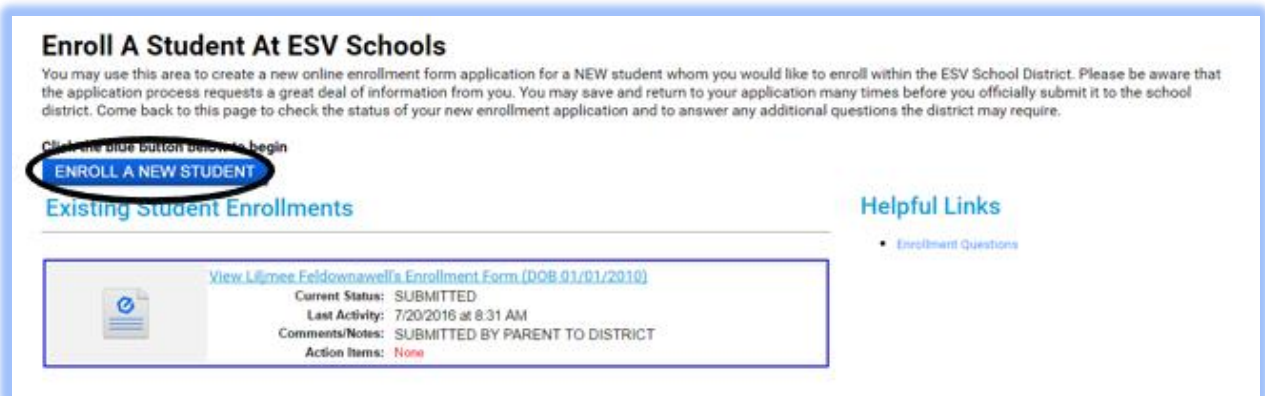 Enroll A Student At ESV Schools
You may use this area to create a new online enrollment form application for a NEW student whom you would like to enroll within the ESV School District. Please be aware that
the application process requests a great deal of information from you. You may save and return to your application many times before you officially submit it to the school
district. Come back to this page to check the status of your new enrollment application and to answer any additional questions the district may require.
Click the blue button below to begin
ENROLL A NEW STUDENT
Existing Student Enrollments
View Liljmee Feldownawell's Enrollment Form (DOB 01/01/2010)
Current Status: SUBMITTED
Last Activity: 7/20/2016 at 8:31 AM
Comments/Notes: SUBMITTED BY PARENT TO DISTRICT
Action Items: None
Helpful Links
• Enrollment Questions